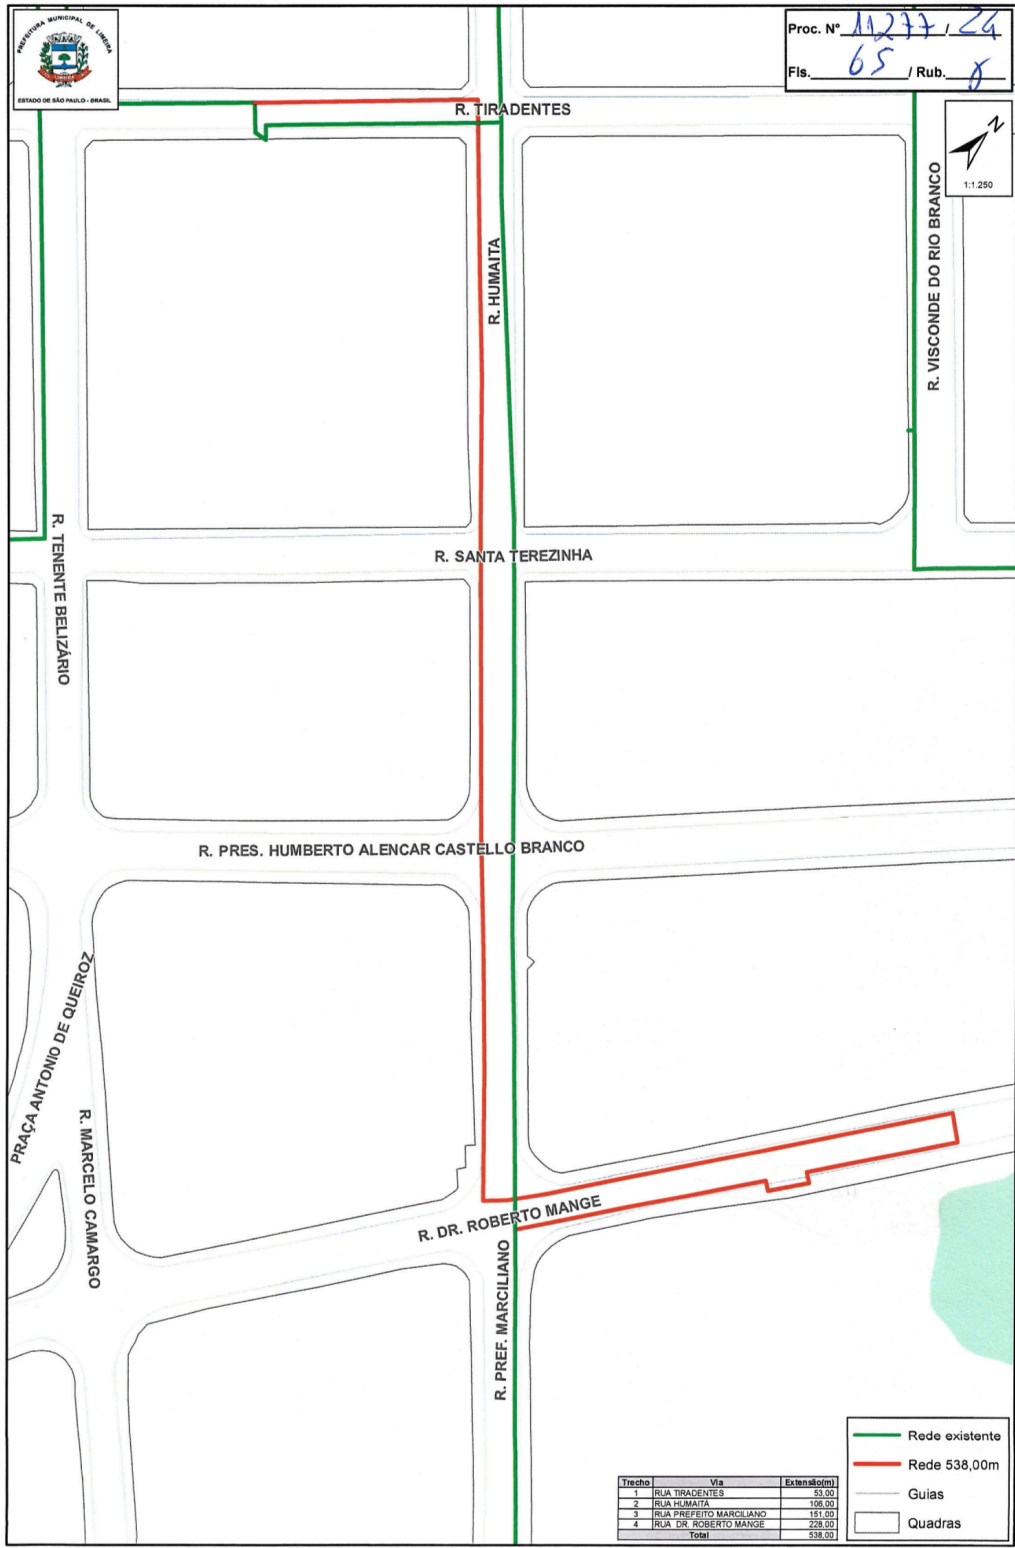 PREFEITURA MUNICIPAL DE LIMEIRA
ESTADO DE SÃO PAULO - BRASIL
Proc. Nº 11277 / 24
Fls. 65 / Rub.
N
1:1.250
R. TIRADENTES
R. HUMAITA
R. VISCONDE DO RIO BRANCO
R. TENENTE BELIZÁRIO
R. SANTA TEREZINHA
R. PRES. HUMBERTO ALENCAR CASTELLO BRANCO
PRAÇA ANTONIO DE QUEIROZ
R. MARCELO CAMARGO
R. DR. ROBERTO MANGE
R. PREF. MARCILIANO
Trecho Via Extensão(m)
1 RUA TIRADENTES 53,00
2 RUA HUMAITÁ 106,00
3 RUA PREFEITO MARCILIANO 151,00
4 RUA DR. ROBERTO MANGE 228,00
Total 538,00
Rede existente
Rede 538,00m
Guias
Quadras